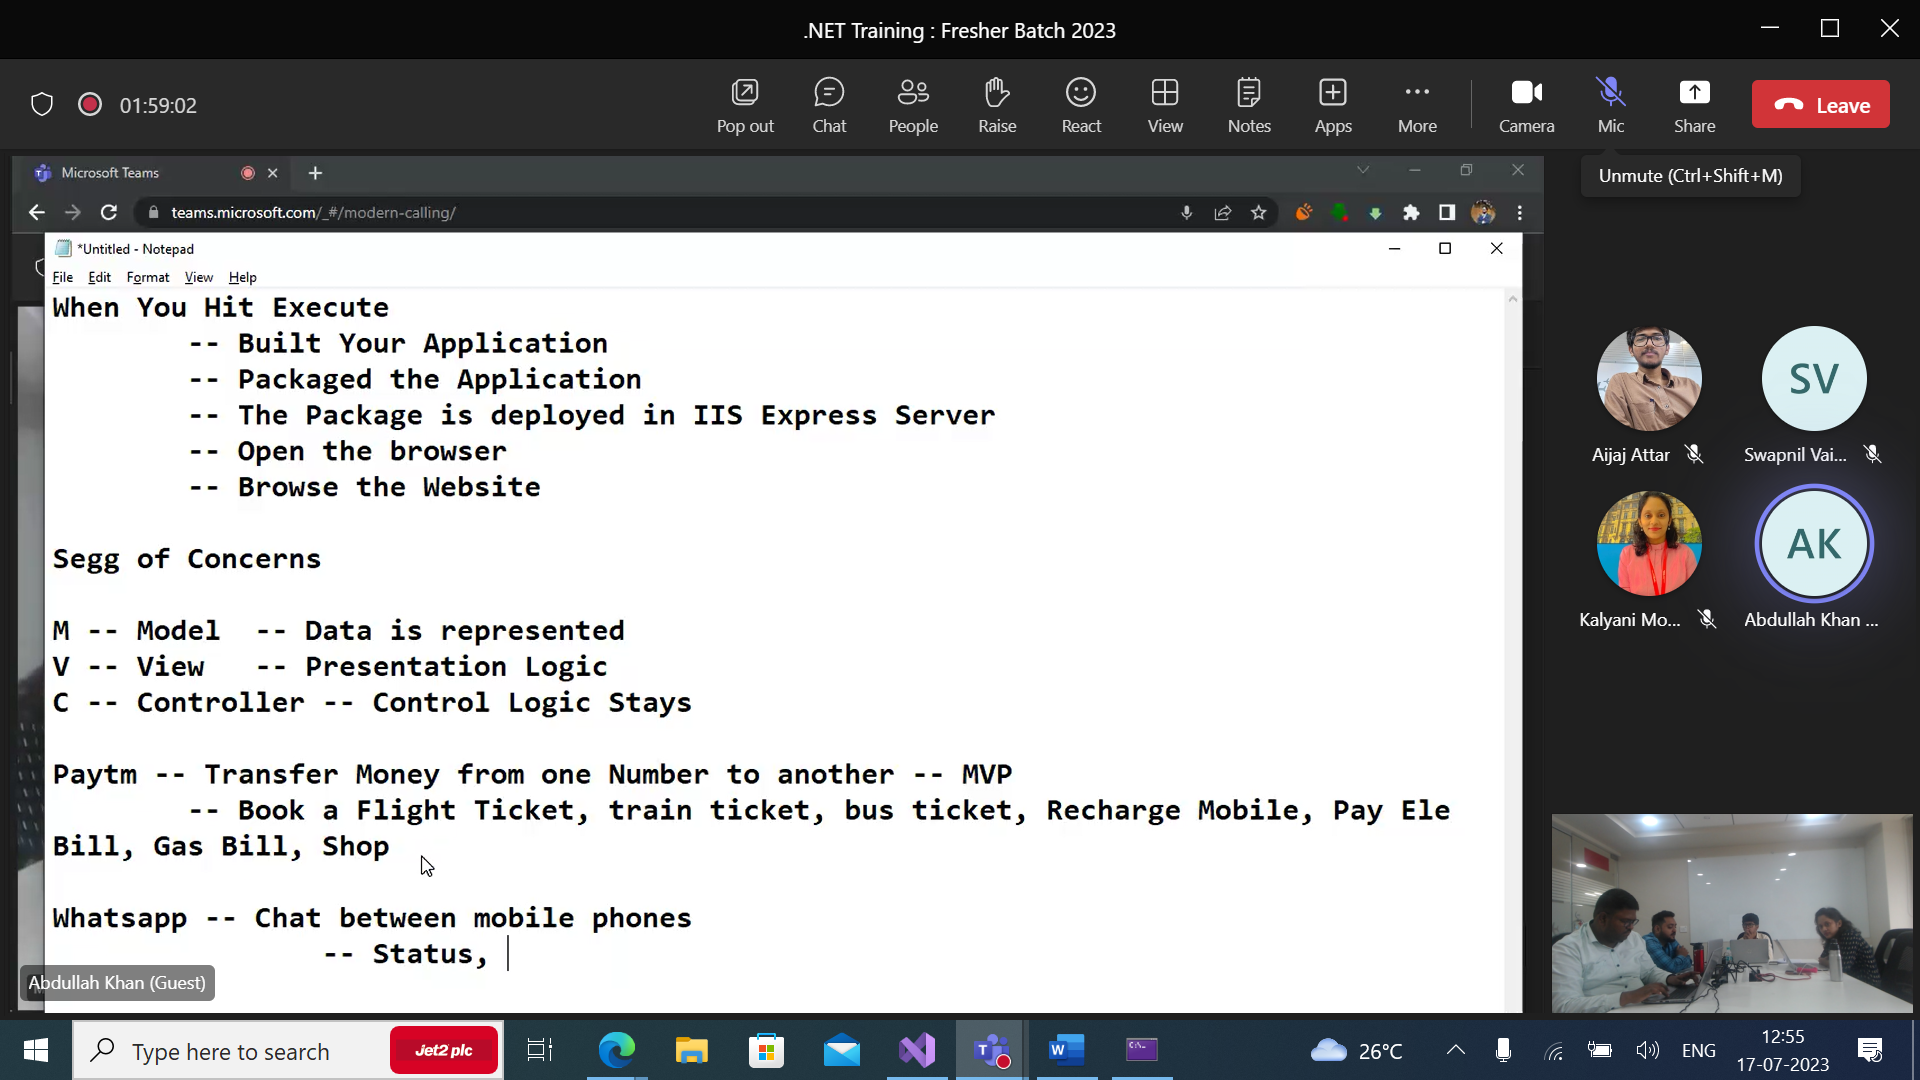 .NET Training : Fresher Batch 2023
01:59:02
Pop out
Chat
People
Raise
React
View
Notes
Apps
More
Camera
Mic
Share
Leave
Unmute (Ctrl+Shift+M)
Microsoft Teams
teams.microsoft.com/_#/modern-calling/
*Untitled - Notepad
File Edit Format View Help
When You Hit Execute
-- Built Your Application
-- Packaged the Application
-- The Package is deployed in IIS Express Server
-- Open the browser
-- Browse the Website
Segg of Concerns
M -- Model -- Data is represented
V -- View -- Presentation Logic
C -- Controller -- Control Logic Stays
Paytm -- Transfer Money from one Number to another -- MVP
-- Book a Flight Ticket, train ticket, bus ticket, Recharge Mobile, Pay Ele
Bill, Gas Bill, Shop
Whatsapp -- Chat between mobile phones
-- Status,
Abdullah Khan (Guest)
Aijaj Attar
SV
Swapnil Vai...
Kalyani Mo...
AK
Abdullah Khan ...
Type here to search
Jet2 plc
26°C
ENG
12:55
17-07-2023